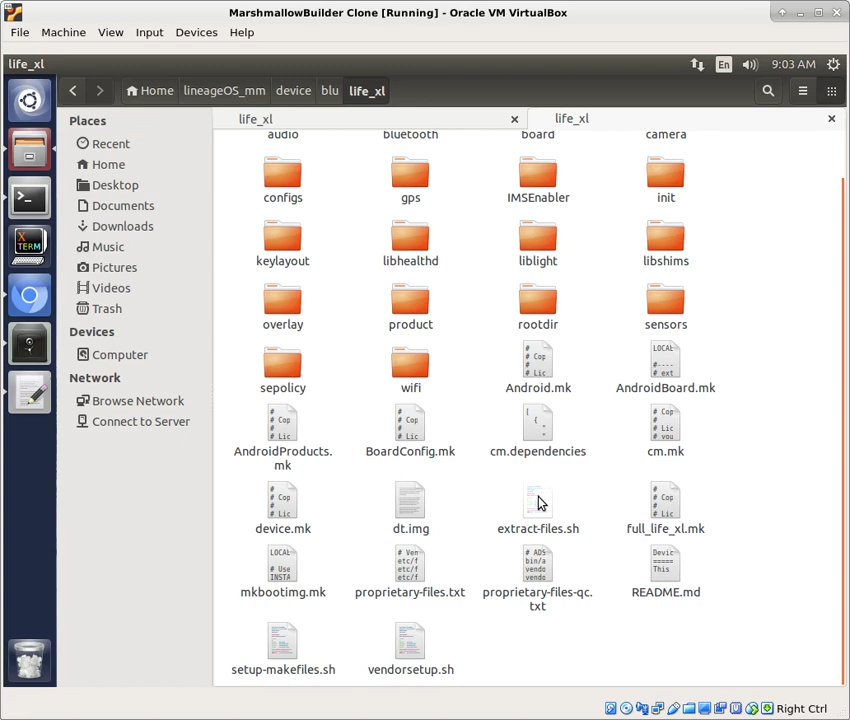 MarshmallowBuilder Clone [Running] - Oracle VM VirtualBox
File Machine View Input Devices Help
life_xl
En
9:03 AM
Home lineageOS_mm device blu life_xl
Places
Recent
Home
Desktop
Documents
Downloads
Music
Pictures
Videos
Trash
Devices
Computer
Network
Browse Network
Connect to Server
life_xl
life_xl
audio bluetooth board camera
configs gps IMSEnabler init
keylayout libhealthd liblight libshims
overlay product rootdir sensors
sepolicy wifi Android.mk AndroidBoard.mk
AndroidProducts.
mk
BoardConfig.mk cm.dependencies cm.mk
device.mk dt.img extract-files.sh full_life_xl.mk
mkbootimg.mk proprietary-files.txt proprietary-files-qc.
txt
README.md
setup-makefiles.sh vendorsetup.sh
Right Ctrl